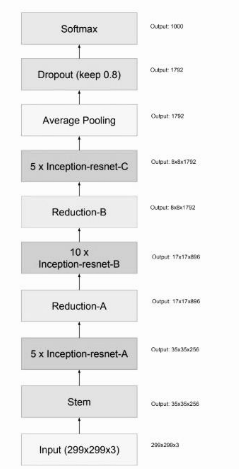 Softmax
Output: 1000
Dropout (keep 0.8)
Output: 1792
Average Pooling
Output: 1792
5 x Inception-resnet-C
Output: 8x8x1792
Reduction-B
Output: 8x8x1792
10 x
Inception-resnet-B
Output: 17x17x896
Reduction-A
Output: 17x17x896
5 x Inception-resnet-A
Output: 35x35x256
Stem
Output: 35x35x256
Input (299x299x3)
299x299x3